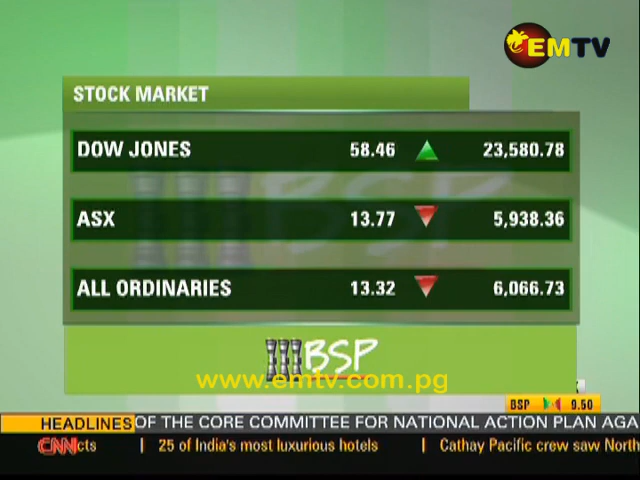 EMTV
STOCK MARKET
DOW JONES 58.46 23,580.78
ASX 13.77 5,938.36
ALL ORDINARIES 13.32 6,066.73
BSP
BSP
www.emtv.com.pg
BSP 9.50
HEADLINES OF THE CORE COMMITTEE FOR NATIONAL ACTION PLAN AGA
CNN cts | 25 of India's most luxurious hotels | Cathay Pacific crew saw North